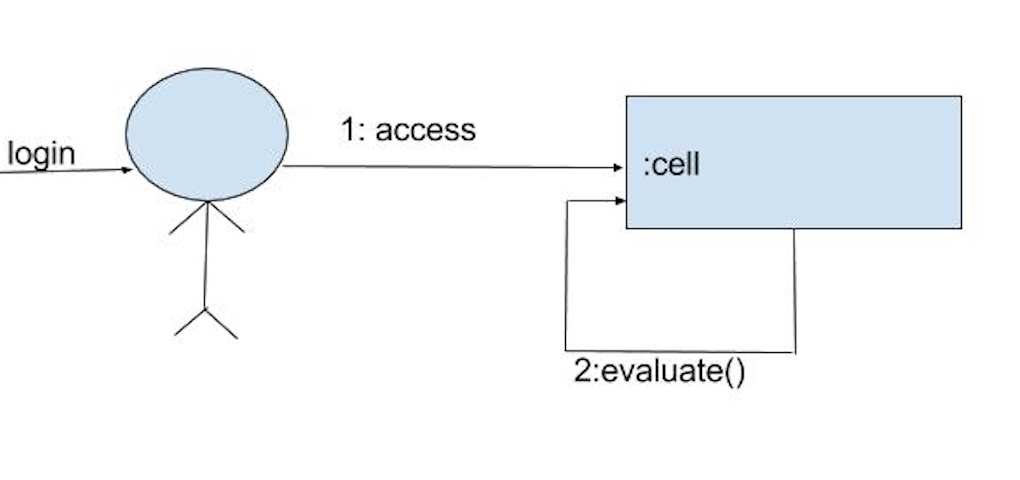 login
1: access
:cell
2:evaluate()